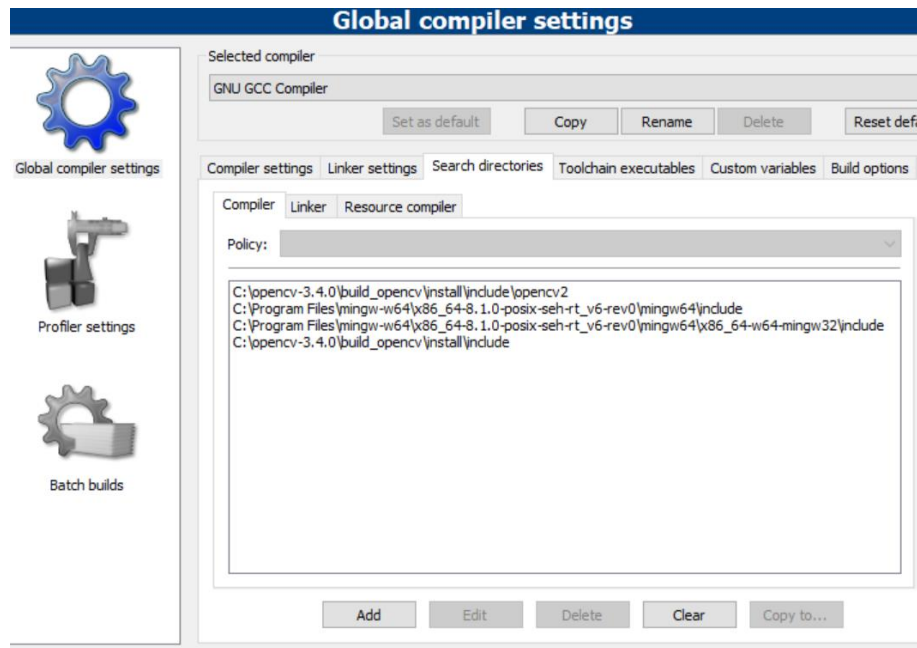 Global compiler settings
Selected compiler
GNU GCC Compiler
Set as default Copy Rename Delete Reset defa
Global compiler settings
Compiler settings Linker settings Search directories Toolchain executables Custom variables Build options
Compiler Linker Resource compiler
Policy:
C:\opencv-3.4.0\build_opencv\install\include\opencv2
C:\Program Files\mingw-w64\x86_64-8.1.0-posix-seh-rt_v6-rev0\mingw64\include
C:\Program Files\mingw-w64\x86_64-8.1.0-posix-seh-rt_v6-rev0\mingw64\x86_64-w64-mingw32\include
C:\opencv-3.4.0\build_opencv\install\include
Profiler settings
Batch builds
Add Edit Delete Clear Copy to...